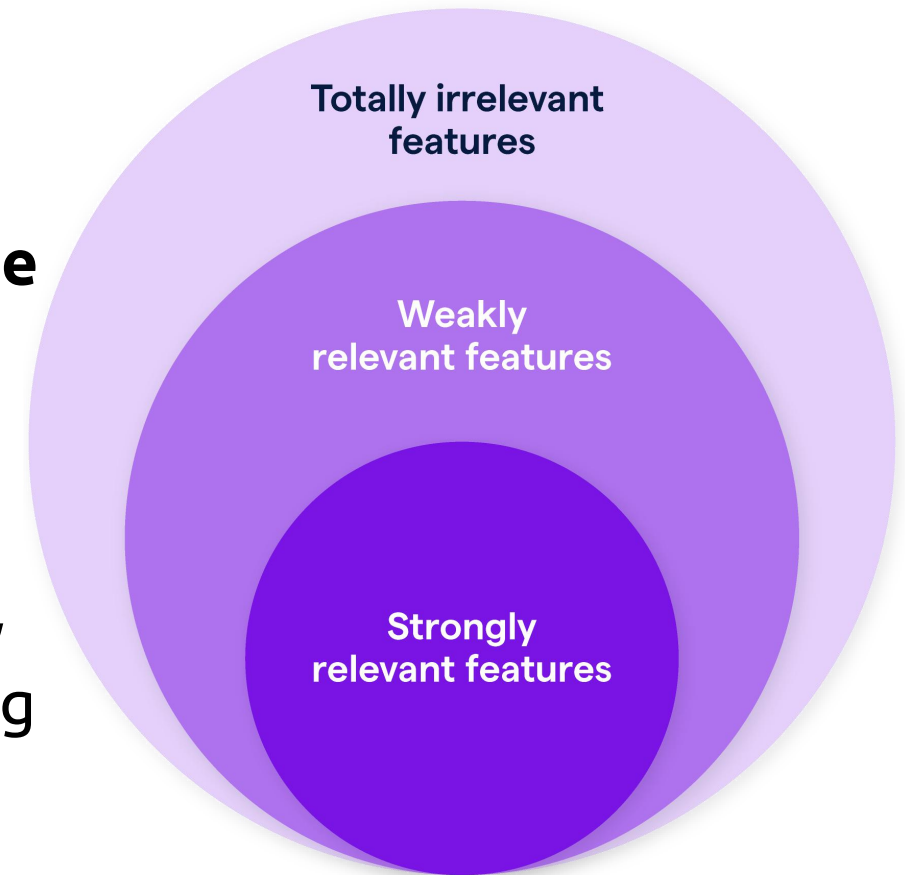 Totally irrelevant
features
e
Weakly
relevant features
Strongly
relevant features
g